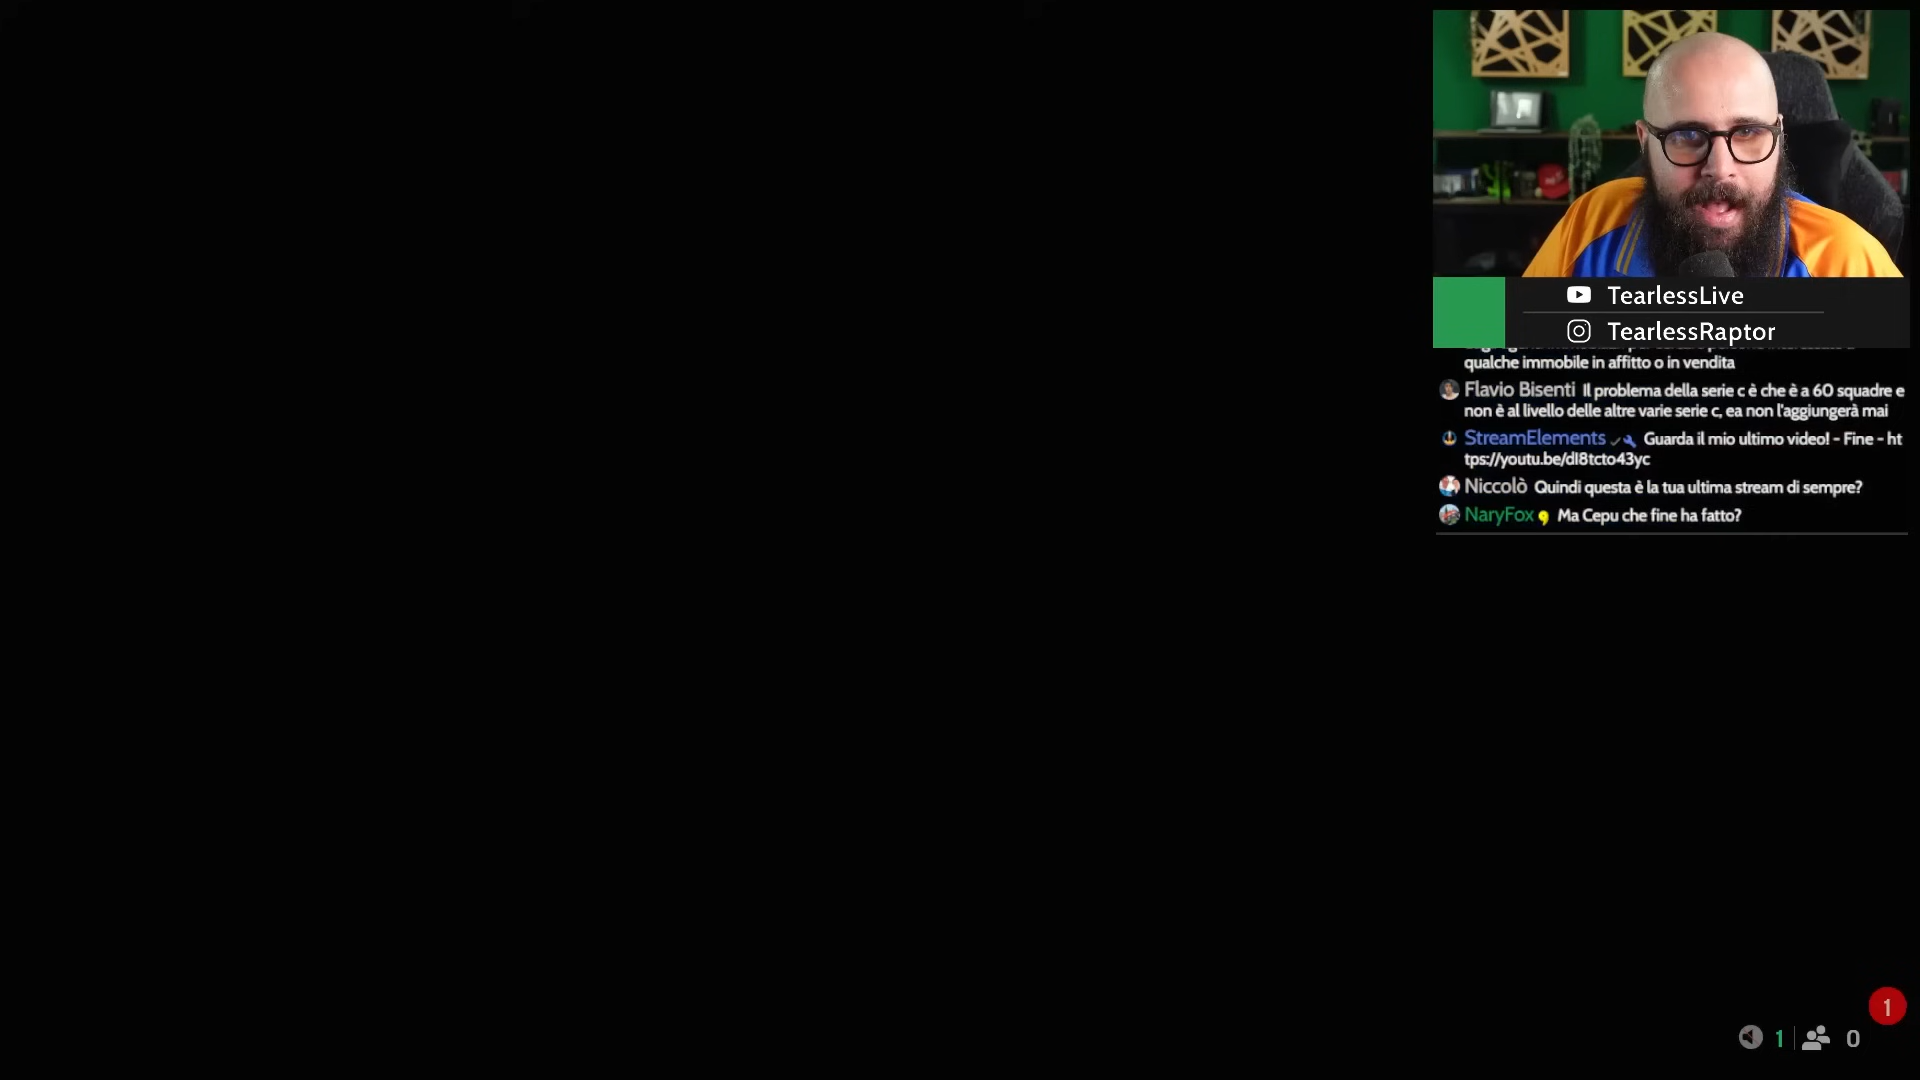 TearlessLive
TearlessRaptor
qualche immobile in affitto o in vendita
Flavio Bisenti Il problema della serie c è che è a 60 squadre e
non è al livello delle altre varie serie c, ea non l'aggiungerà mai
StreamElements Guarda il mio ultimo video! - Fine - ht
tps://youtu.be/dI8tcto43yc
Niccolò Quindi questa è la tua ultima stream di sempre?
NaryFox Ma Cepu che fine ha fatto?
1
1 0